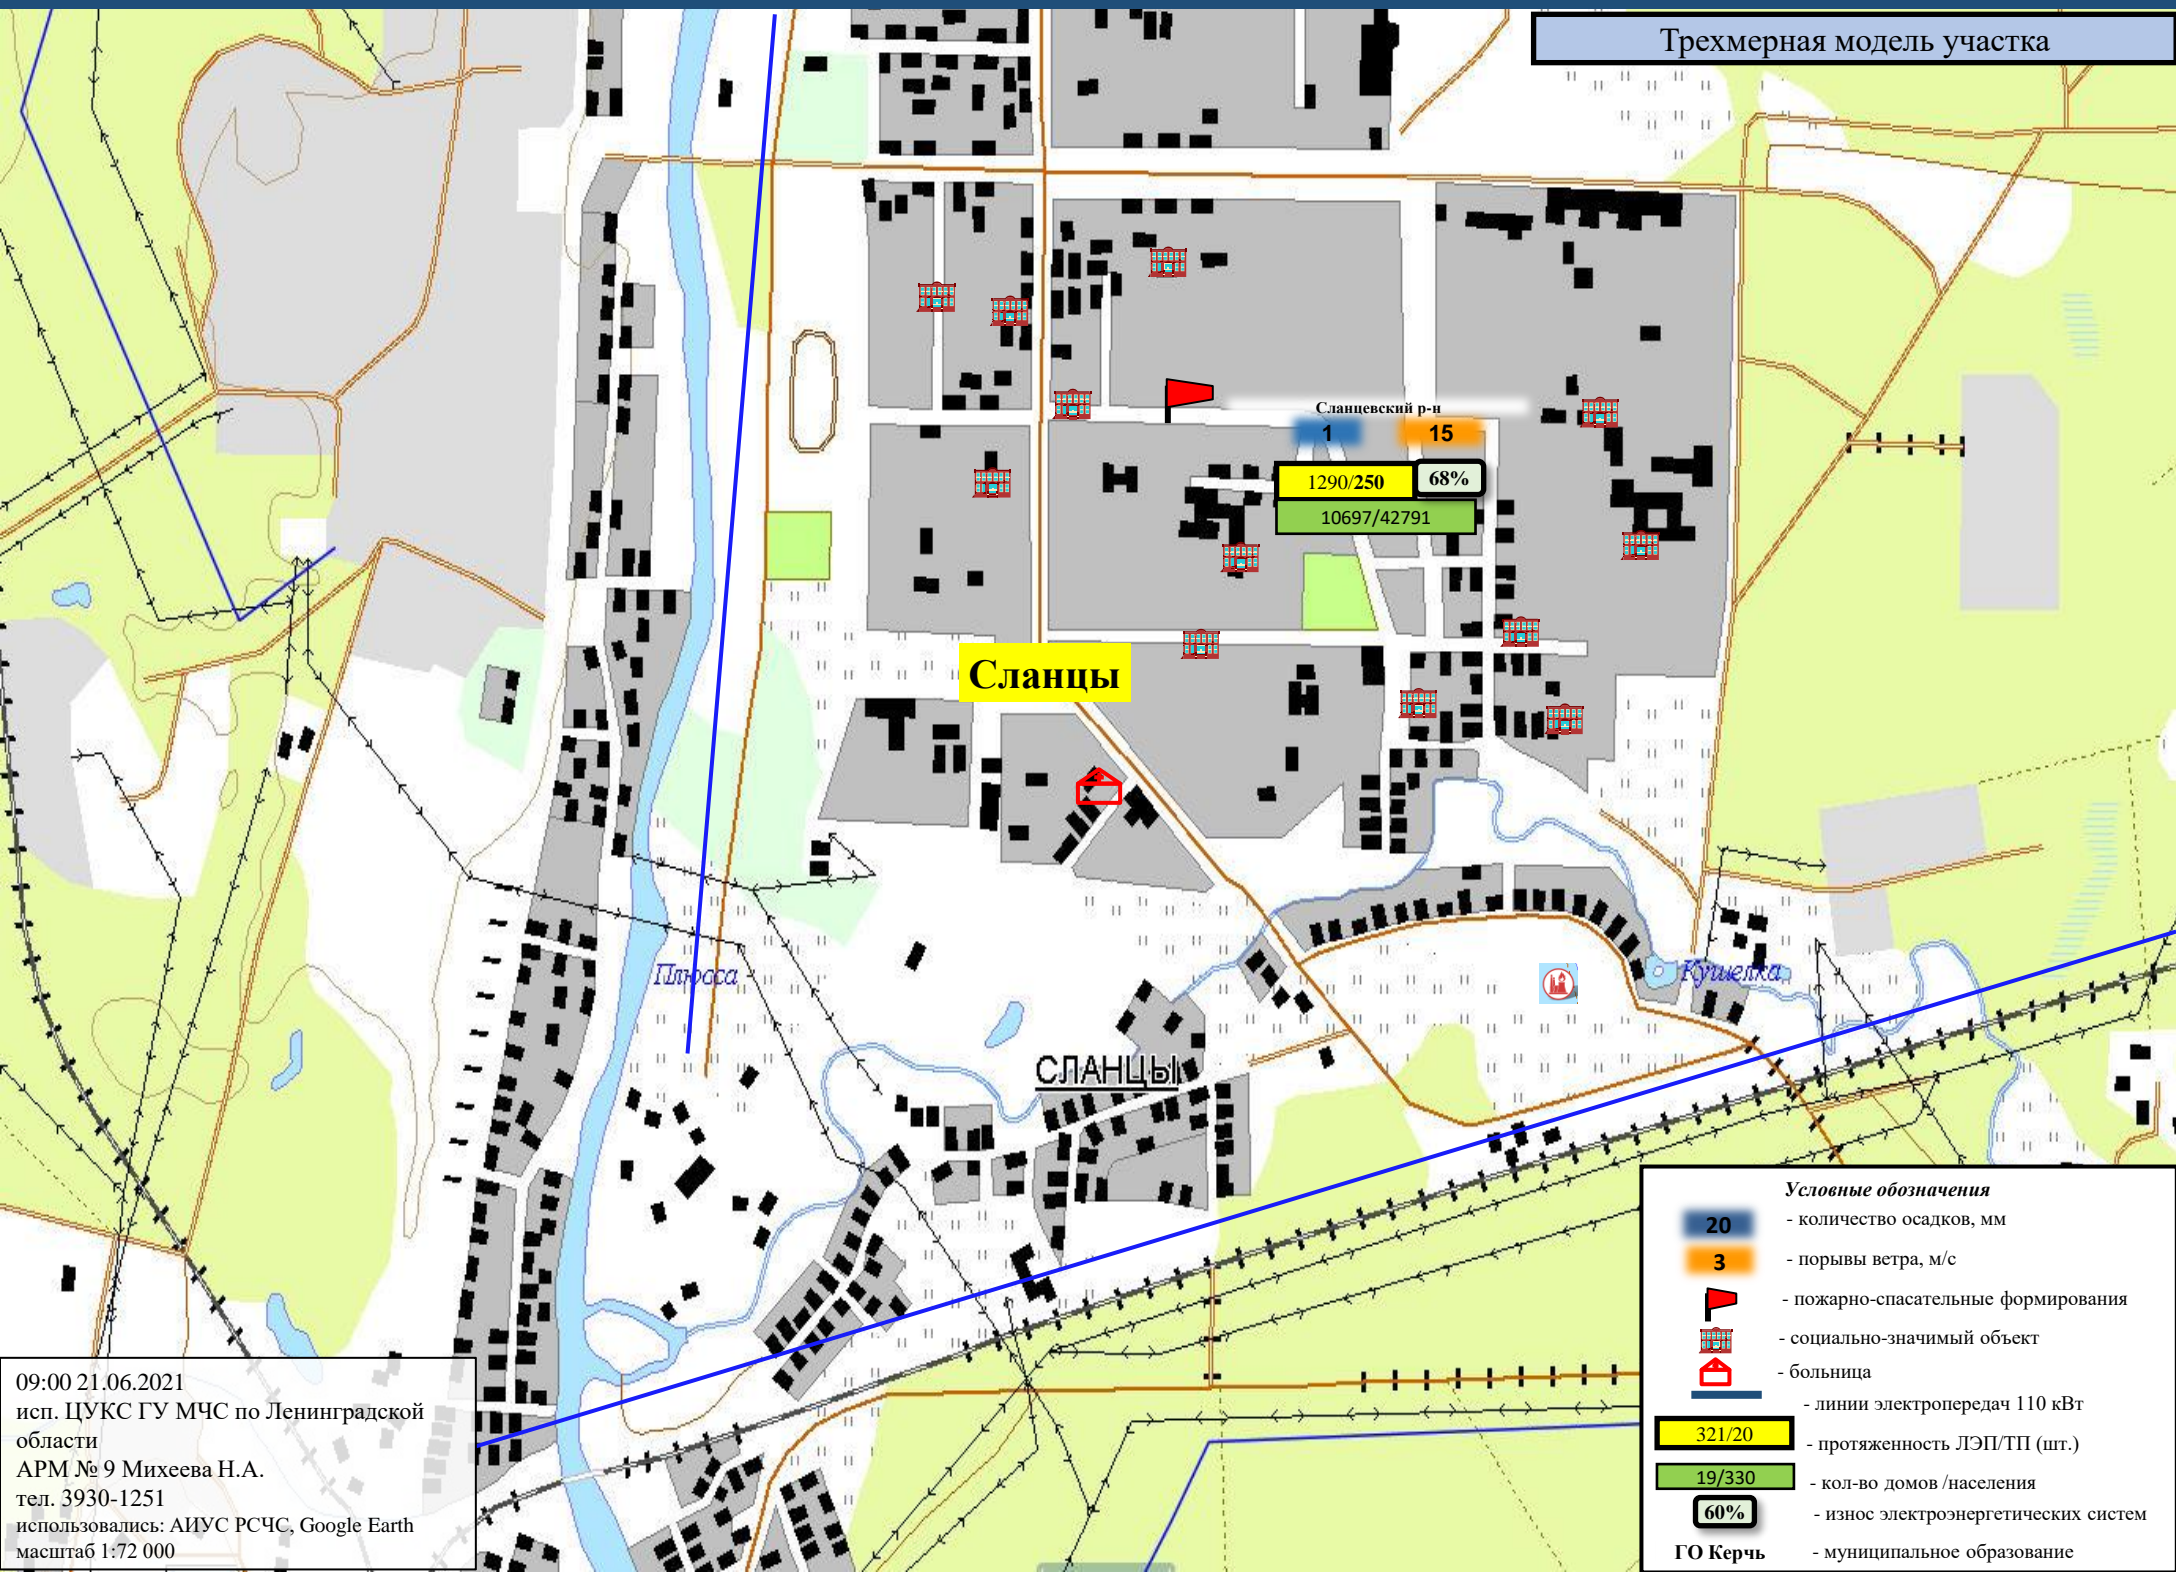 Трехмерная модель участка
Сланцевский р-н
1
15
1290/250
68%
10697/42791
Сланцы
Плюсса
Кушелка
СЛАНЦЫ
Условные обозначения
20
- количество осадков, мм
3
- порывы ветра, м/с
- пожарно-спасательные формирования
- социально-значимый объект
- больница
- линии электропередач 110 кВт
321/20
- протяженность ЛЭП/ТП (шт.)
19/330
- кол-во домов /населения
60%
- износ электроэнергетических систем
ГО Керчь
- муниципальное образование
09:00 21.06.2021
исп. ЦУКС ГУ МЧС по Ленинградской
области
АРМ № 9 Михеева Н.А.
тел. 3930-1251
использовались: АИУС РСЧС, Google Earth
масштаб 1:72 000